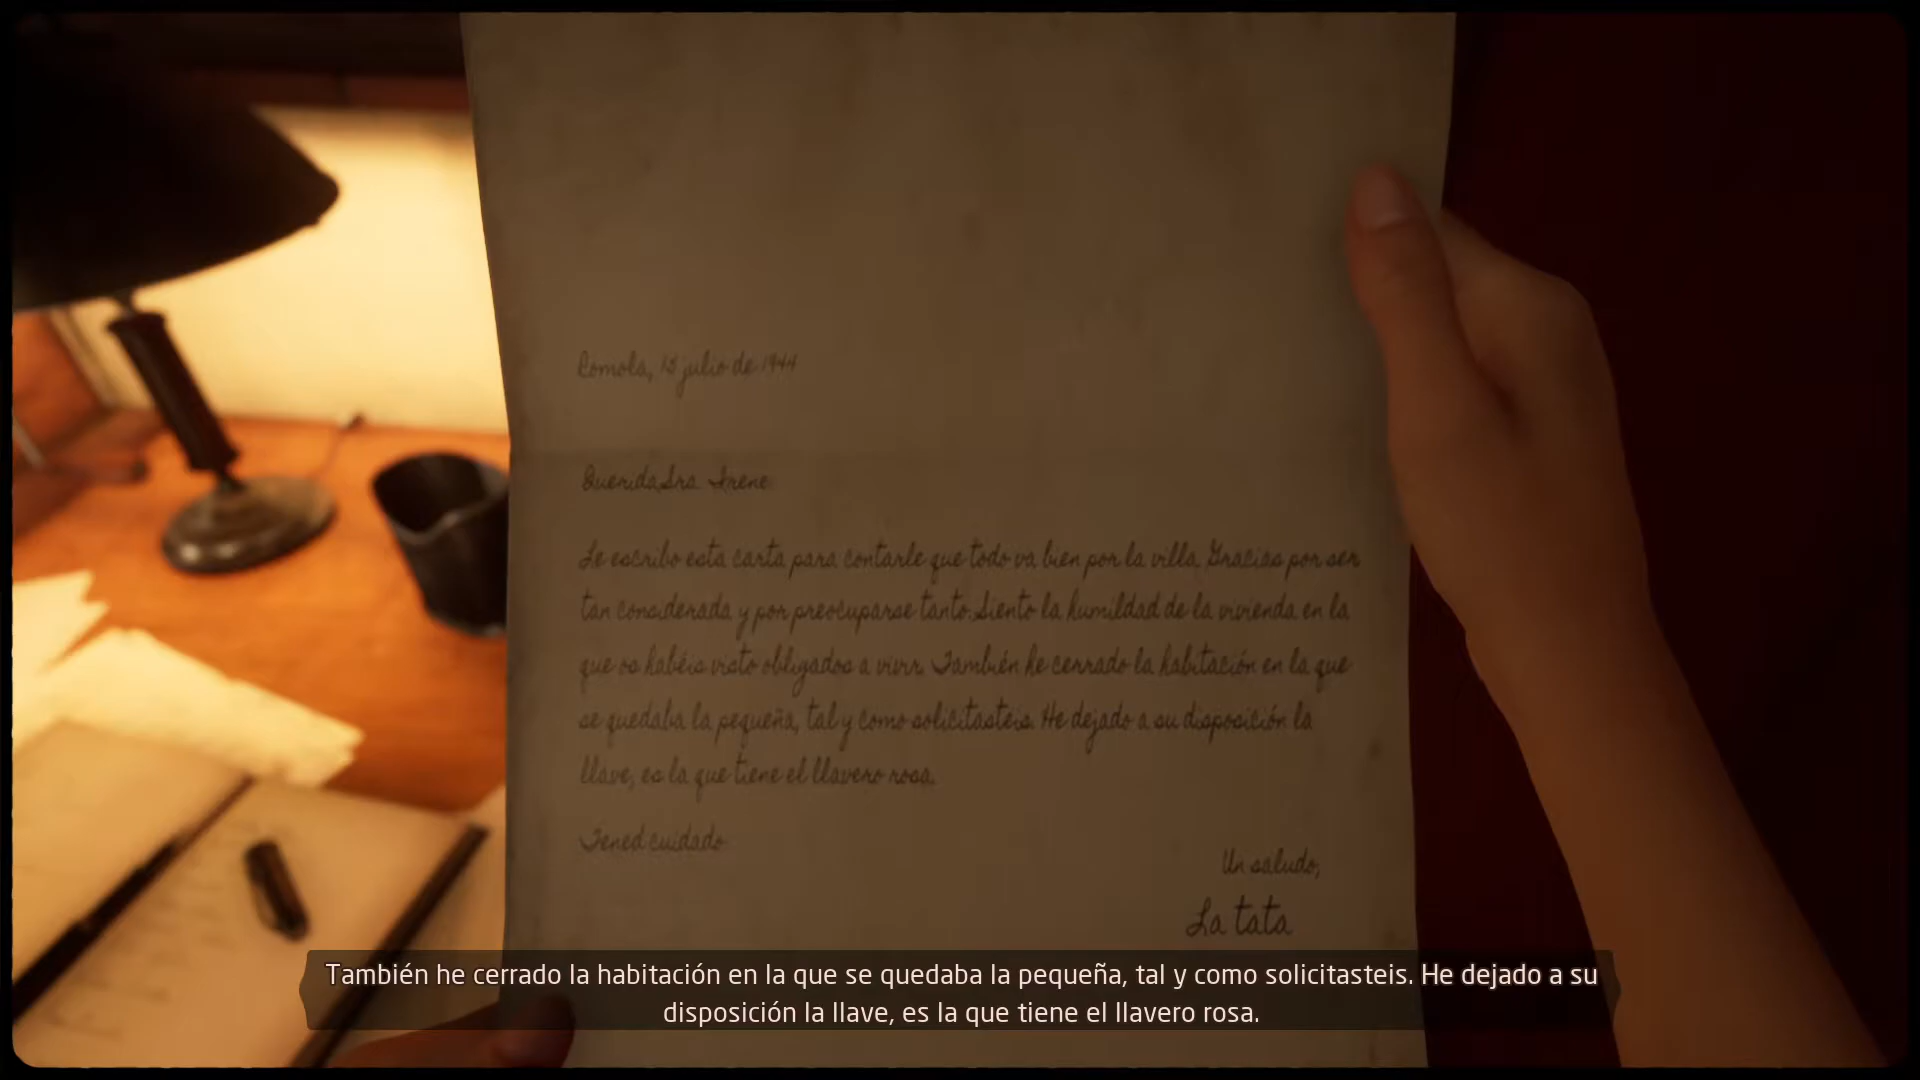 Comola, 15 julio de 1944
Querida Sra. Irene
Le escribo esta carta para contarle que todo va bien por la villa. Gracias por ser
tan considerada y por preocuparse tanto. Siento la humildad de la vivienda en la
que os habéis visto obligados a vivir. También he cerrado la habitación en la que
se quedaba la pequeña, tal y como solicitasteis. He dejado a su disposición la
llave, es la que tiene el llavero rosa.
Tened cuidado
Un saludo,
La tata
También he cerrado la habitación en la que se quedaba la pequeña, tal y como solicitasteis. He dejado a su
disposición la llave, es la que tiene el llavero rosa.